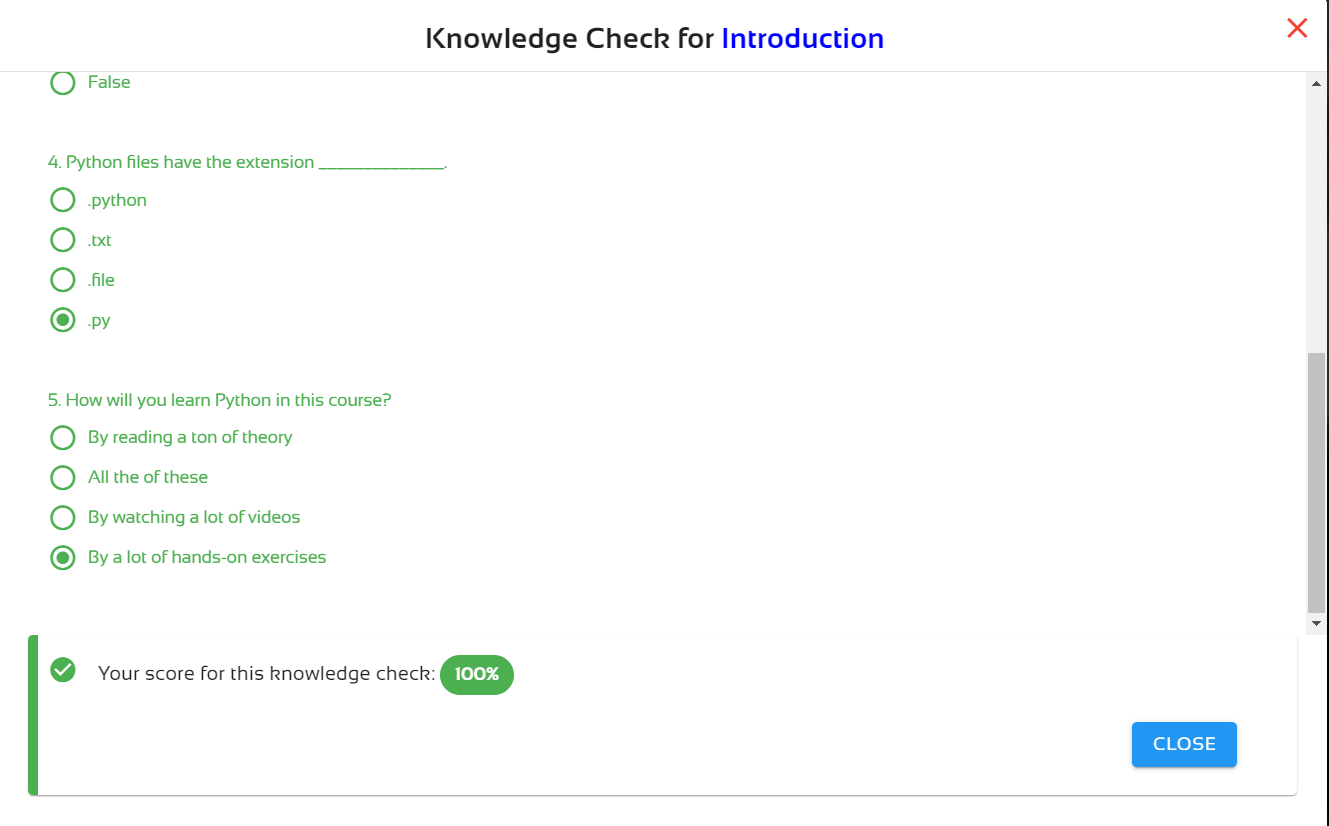 Knowledge Check for Introduction
False
4. Python files have the extension ______________.
.python
.txt
.file
.py
5. How will you learn Python in this course?
By reading a ton of theory
All the of these
By watching a lot of videos
By a lot of hands-on exercises
Your score for this knowledge check: 100%
CLOSE